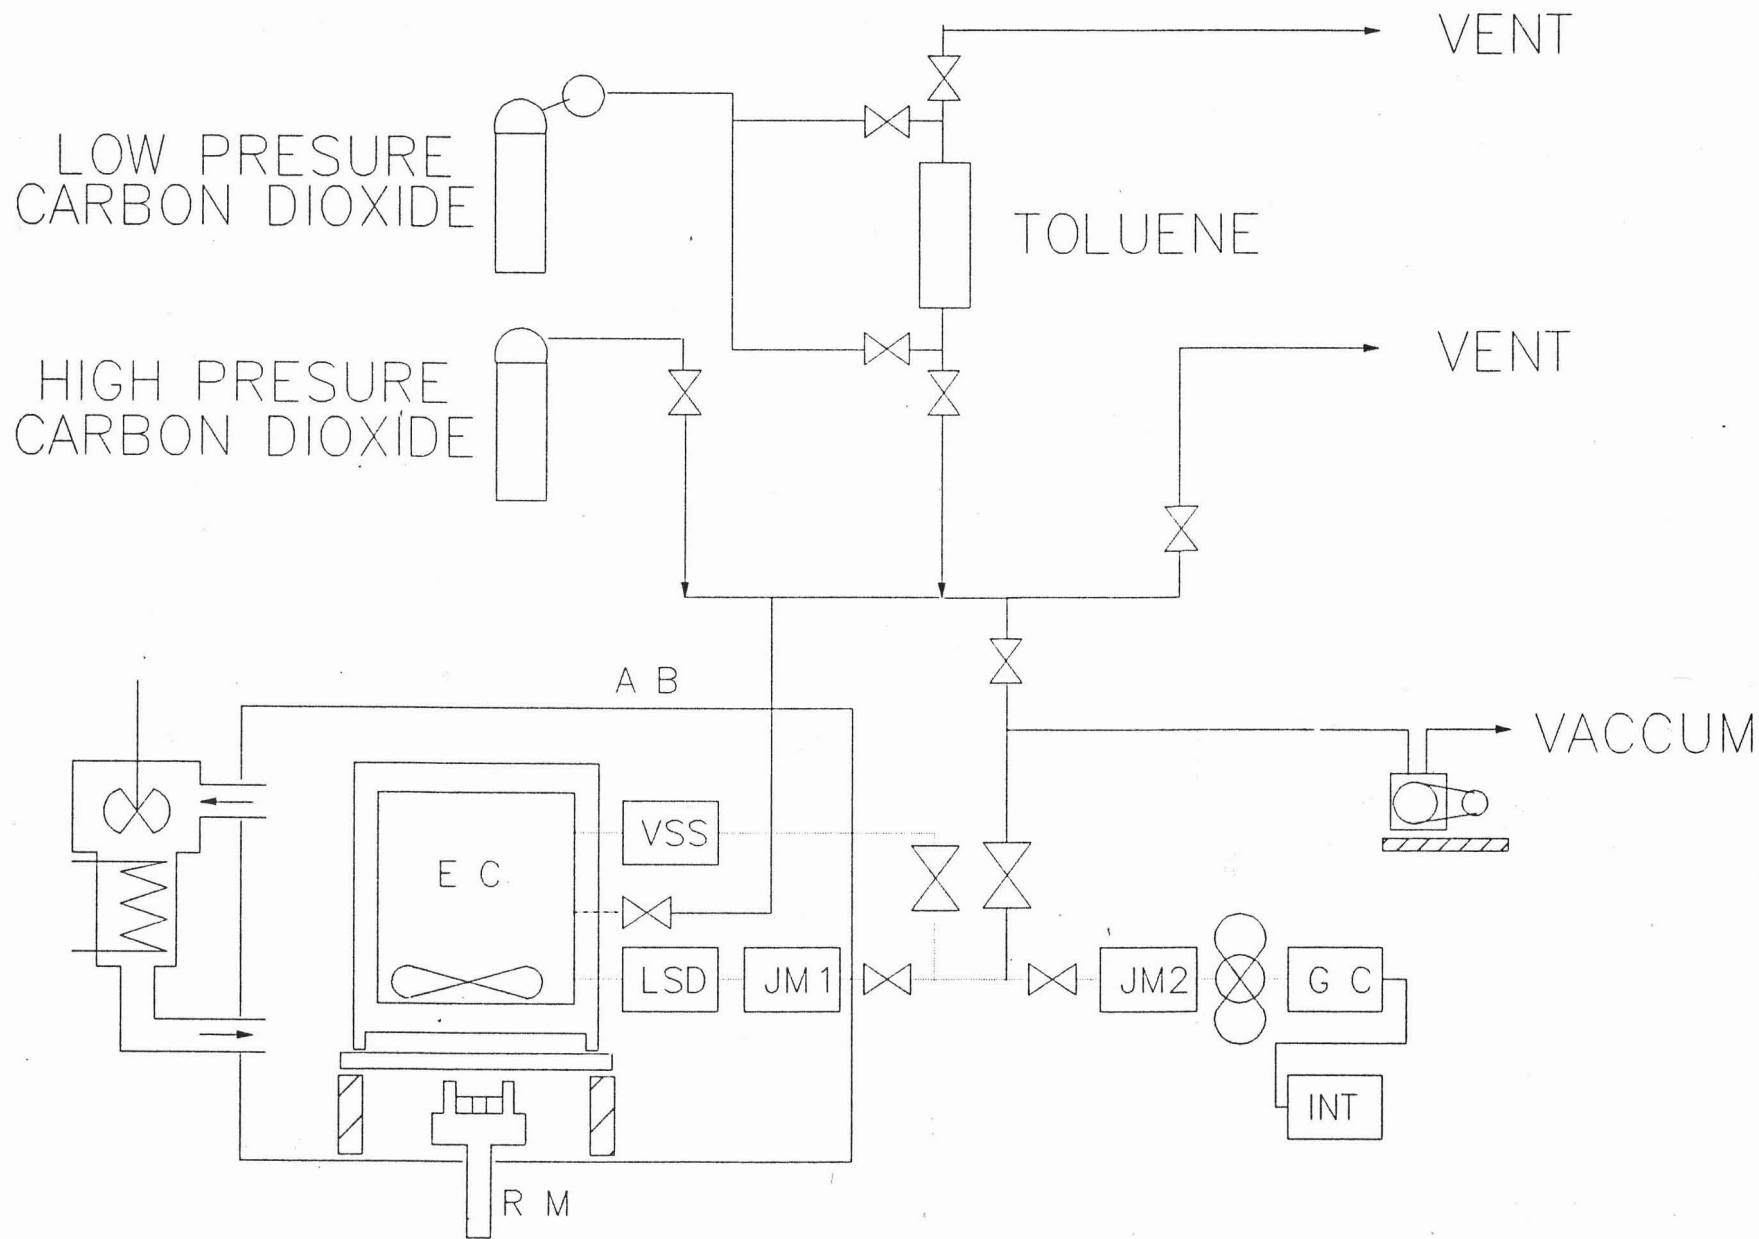 VENT
LOW PRESURE
CARBON DIOXIDE
TOLUENE
HIGH PRESURE
CARBON DIOXIDE
VENT
A B
VACCUM
VSS
E C
LSD
JM1
JM2
G C
INT
R M